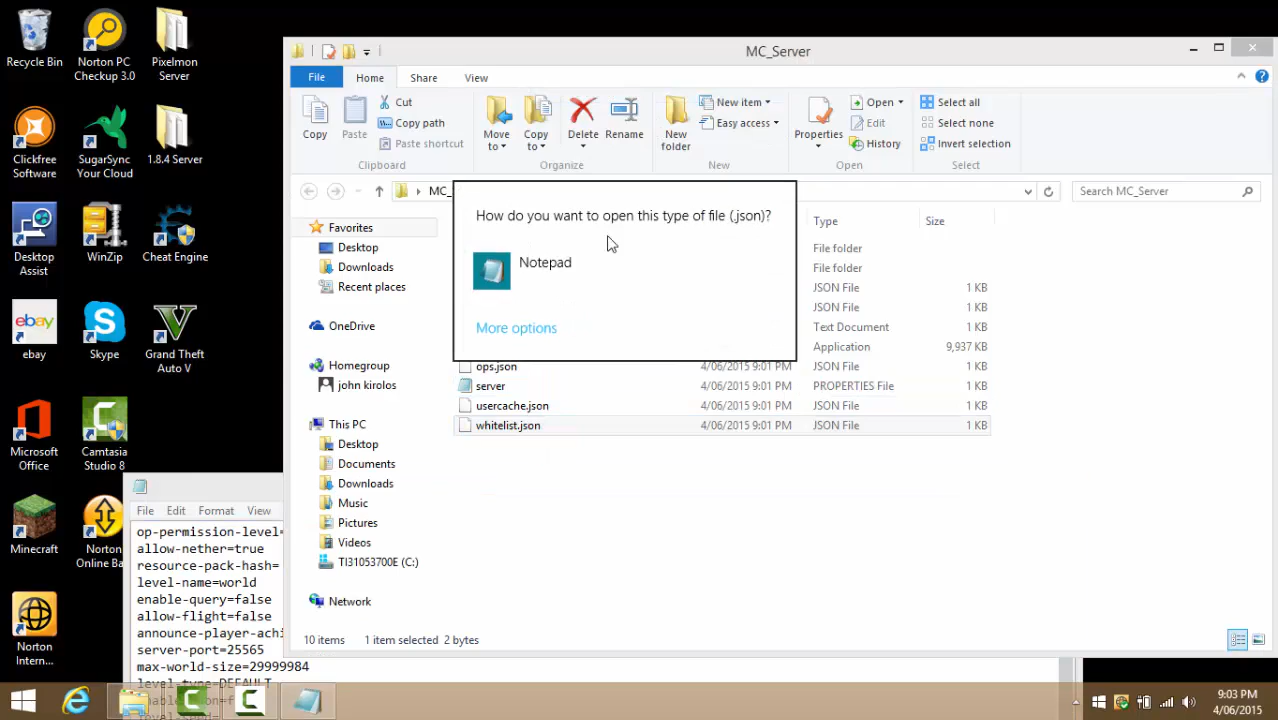 Recycle Bin
Norton PC
Checkup 3.0
Pixelmon
Server
Clickfree
Software
SugarSync
Your Cloud
1.8.4 Server
Desktop
Assist
WinZip
Cheat Engine
ebay
ebay
Skype
Grand Theft
Auto V
Microsoft
Office
Camtasia
Studio 8
Minecraft
Norton
Online Ba
Norton
Intern...
MC_Server
File
Home
Share
View
Copy
Paste
Cut
Copy path
Paste shortcut
Clipboard
Move
to
Copy
to
Delete
Rename
Organize
New
folder
New item
Easy access
New
Properties
Open
Edit
History
Open
Select all
Select none
Invert selection
Select
MC_
Search MC_Server
Favorites
Desktop
Downloads
Recent places
OneDrive
Homegroup
john kirolos
This PC
Desktop
Documents
Downloads
Music
Pictures
Videos
TI31053700E (C:)
Network
Type
Size
File folder
File folder
JSON File 1 KB
JSON File 1 KB
Text Document 1 KB
Application 9,937 KB
ops.json 4/06/2015 9:01 PM JSON File 1 KB
server 4/06/2015 9:01 PM PROPERTIES File 1 KB
usercache.json 4/06/2015 9:01 PM JSON File 1 KB
whitelist.json 4/06/2015 9:01 PM JSON File 1 KB
How do you want to open this type of file (.json)?
Notepad
More options
10 items 1 item selected 2 bytes
File Edit Format View
op-permission-level=
allow-nether=true
resource-pack-hash=
level-name=world
enable-query=false
allow-flight=false
announce-player-achi
server-port=25565
max-world-size=29999984
level-type=DEFAULT
9:03 PM
4/06/2015